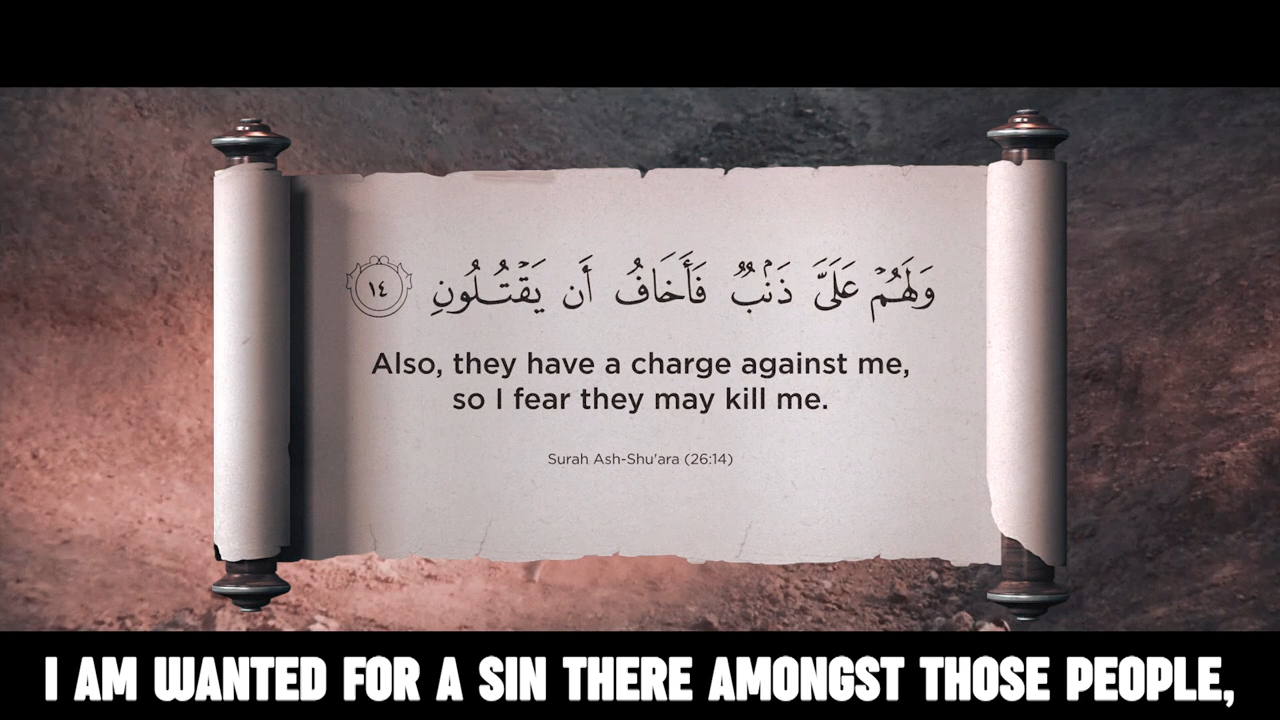 وَلَهُمْ عَلَىَّ ذَنۢبٌ فَأَخَافُ أَن يَقْتُلُونِ ١٤
Also, they have a charge against me,
so I fear they may kill me.
Surah Ash-Shu'ara (26:14)
I AM WANTED FOR A SIN THERE AMONGST THOSE PEOPLE,